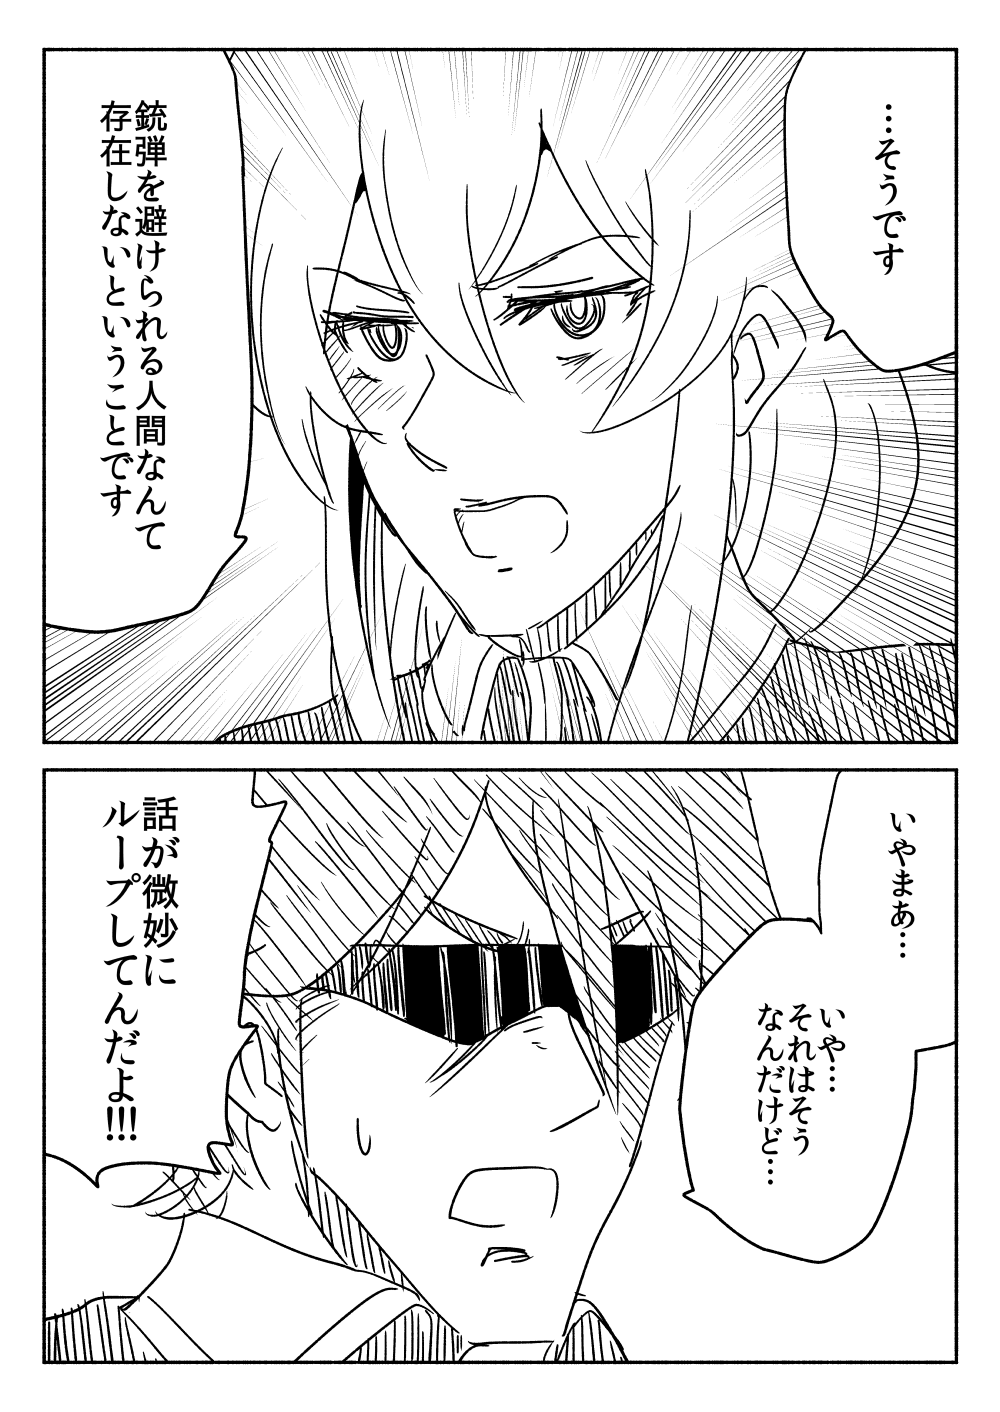 …そうです
銃弾を避けられる人間なんて
存在しないということです
いやまあ…
いや…
それはそう
なんだけど…
話が微妙に
ループしてんだよ!!!